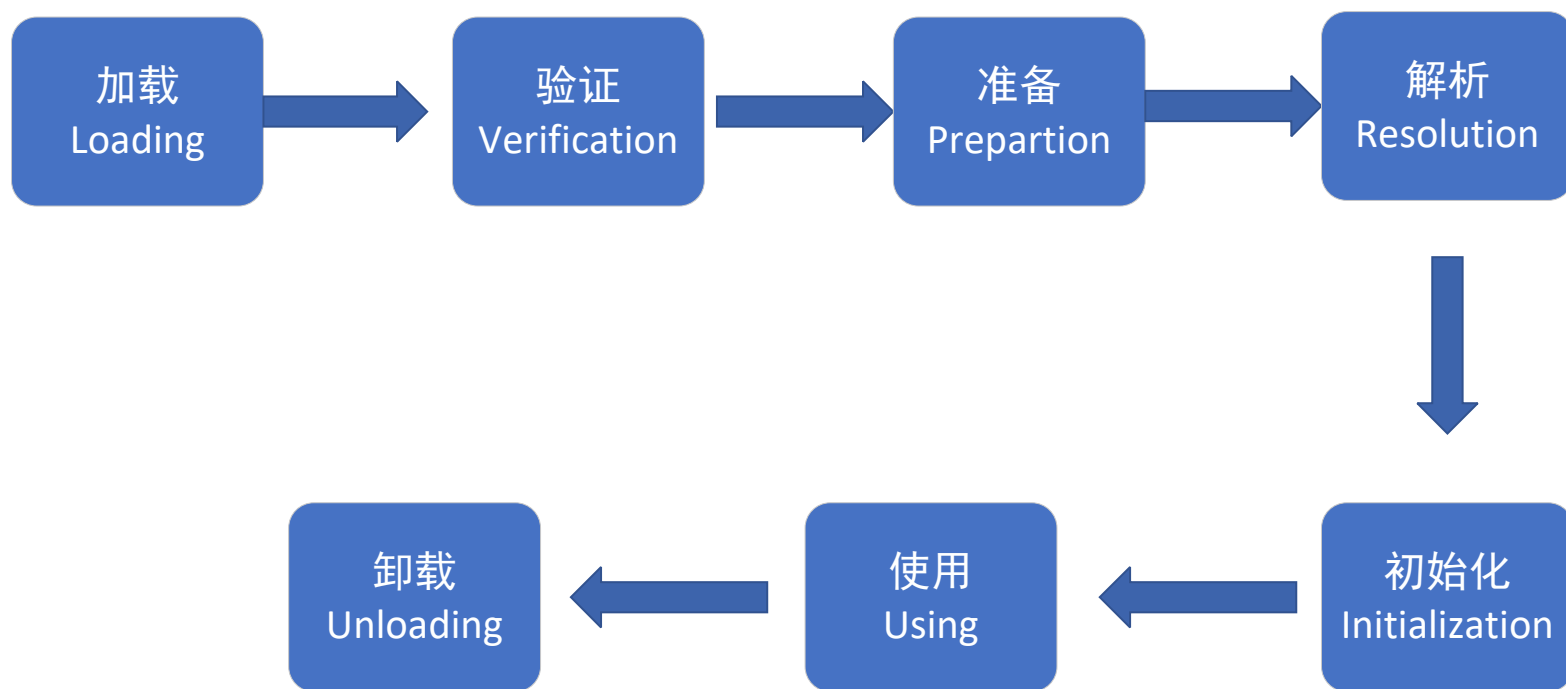 加载
Loading
验证
Verification
准备
Prepartion
解析
Resolution
初始化
Initialization
使用
Using
卸载
Unloading